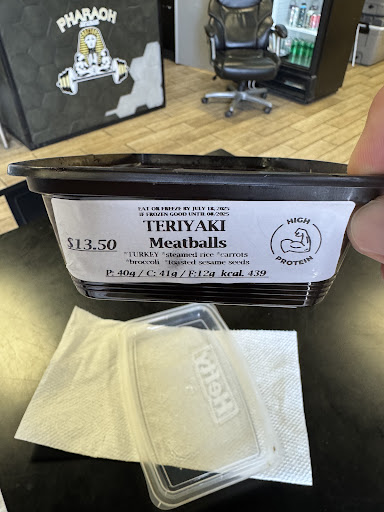 PHARAOH
EAT OR FREEZE BY JULY 18, 2025
IF FROZEN GOOD UNTIL 08/2025
TERIYAKI
$13.50 Meatballs
*TURKEY *steamed rice *carrots
*broccoli *toasted sesame seeds
P: 40g / C: 41g / F:12g kcal. 439
HIGH
PROTEIN
Hefty